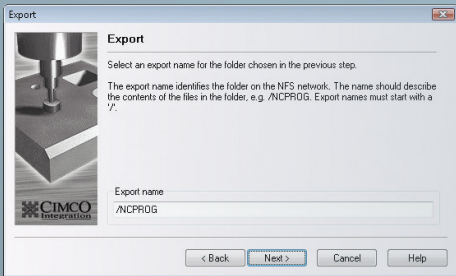 Export
Export
Select an export name for the folder chosen in the previous step.
The export name identifies the folder on the NFS network. The name should describe
the contents of the files in the folder, e.g. /NCPROG. Export names must start with a
'/'.
CIMCO
Integration
Export name
/NCPROG
< Back
Next >
Cancel
Help